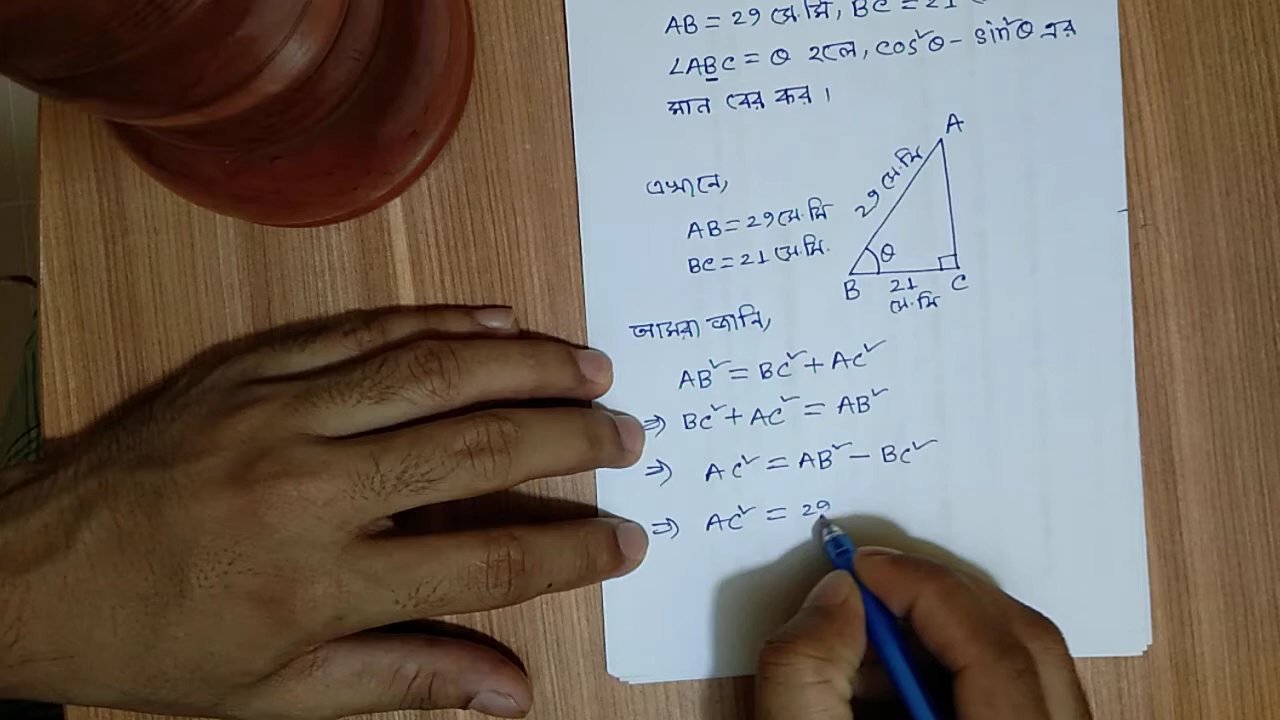 AB = 29 সে.মি, BC = 21
∠ABC = θ হলে, cos²θ - sin²θ এর
মান বের কর।
A
এখানে,
29 সে.মি
AB = 29 সে.মি
BC = 21 সে.মি.
θ
B
21
C
সে.মি
আমরা জানি,
AB² = BC² + AC²
⇒ BC² + AC² = AB²
⇒ AC² = AB² - BC²
⇒ AC² = 29